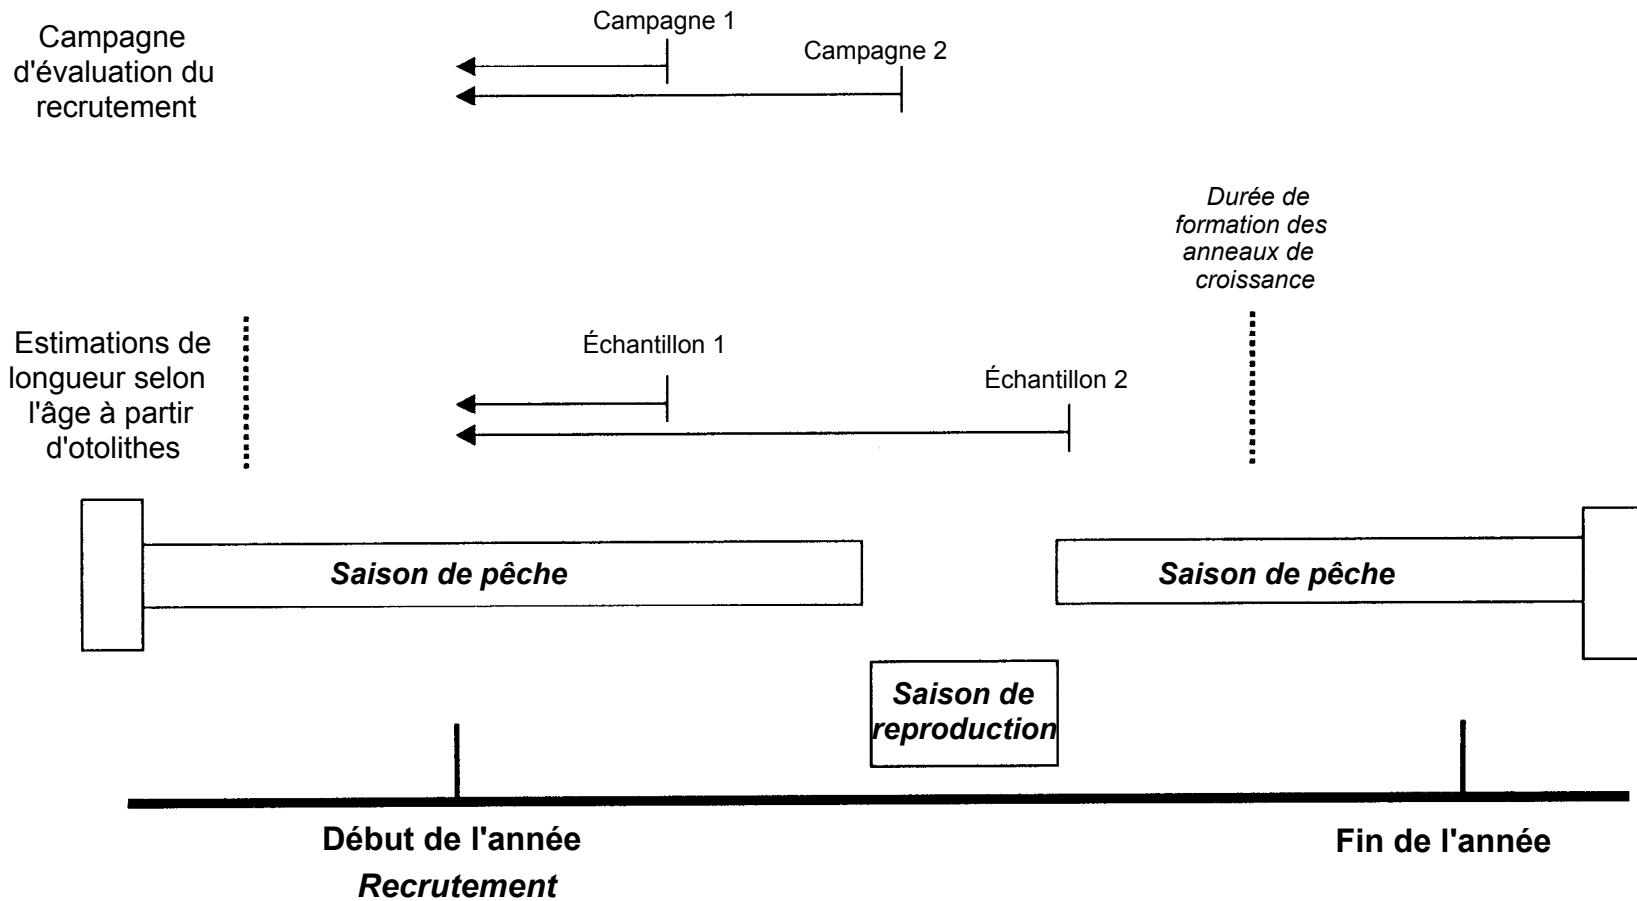 Campagne
d'évaluation du
recrutement
Campagne 1
Campagne 2
Durée de
formation des
anneaux de
croissance
Estimations de
longueur selon
l'âge à partir
d'otolithes
Échantillon 1
Échantillon 2
Saison de pêche
Saison de pêche
Saison de
reproduction
Début de l'année
Recrutement
Fin de l'année